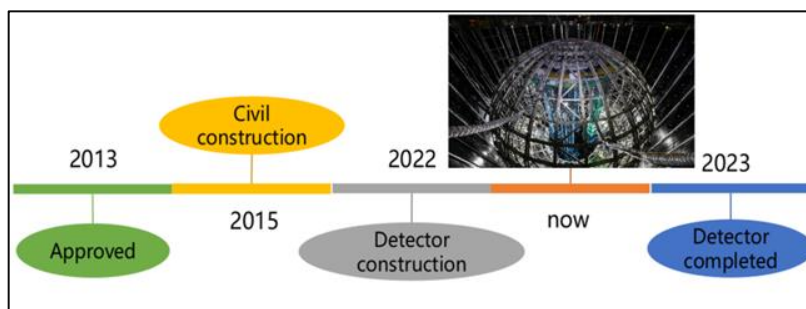 2013
Approved
Civil
construction
2015
2022
Detector
construction
now
2023
Detector
completed